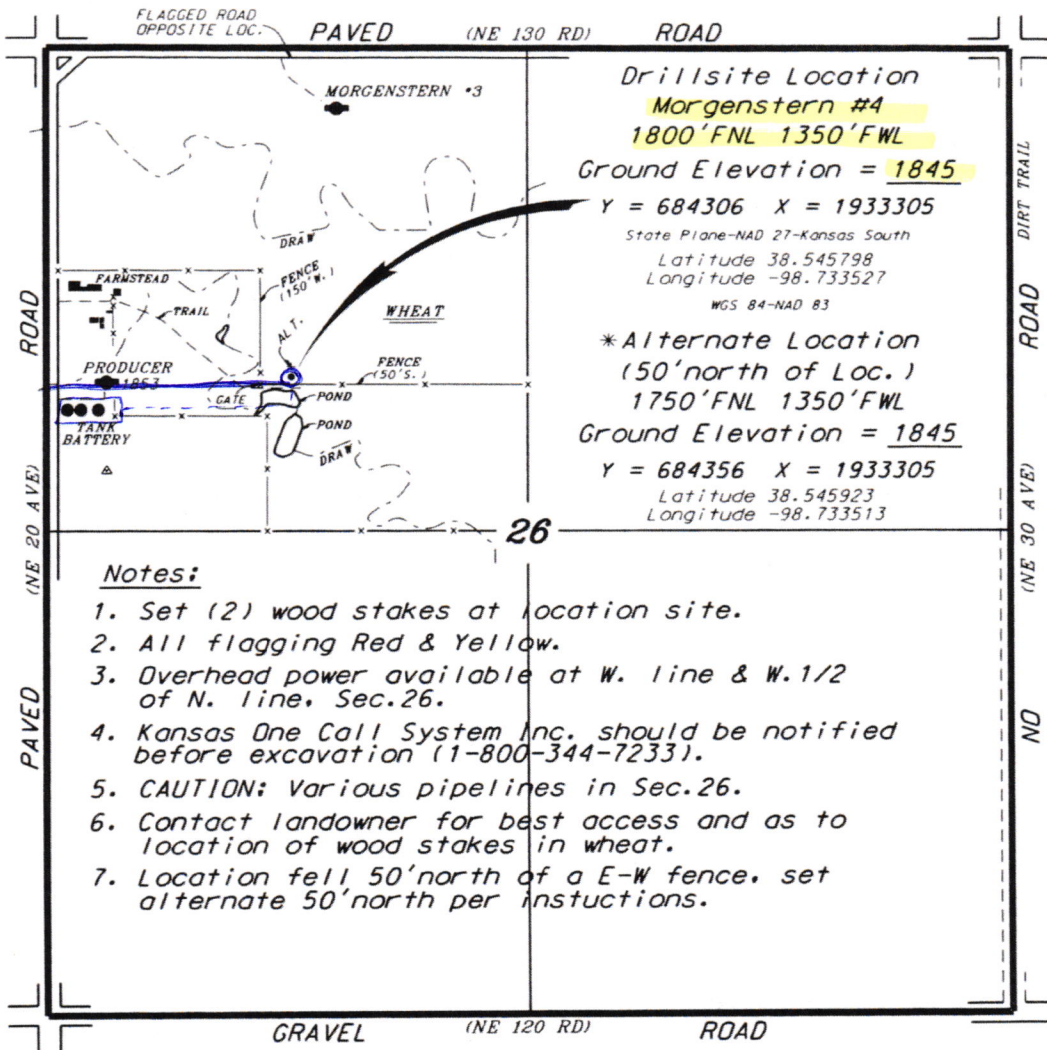 FLAGGED ROAD
OPPOSITE LOC.
PAVED (NE 130 RD) ROAD
MORGENSTERN #3
Drillsite Location
Morgenstern #4
1800'FNL 1350'FWL
Ground Elevation = 1845
Y = 684306 X = 1933305
State Plane-NAD 27-Kansas South
Latitude 38.545798
Longitude -98.733527
WGS 84-NAD 83
*Alternate Location
(50'north of Loc.)
1750'FNL 1350'FWL
Ground Elevation = 1845
Y = 684356 X = 1933305
Latitude 38.545923
Longitude -98.733513
DRAW
FARMSTEAD
TRAIL
FENCE
(150'W.)
WHEAT
ALT.
PRODUCER
1853
FENCE
(50'S.)
GATE
POND
POND
TANK
BATTERY
DRAW
26
PAVED (NE 20 AVE) ROAD
DIRT TRAIL
NO (NE 30 AVE) ROAD
Notes:
1. Set (2) wood stakes at location site.
2. All flagging Red & Yellow.
3. Overhead power available at W. line & W.1/2
of N. line, Sec.26.
4. Kansas One Call System Inc. should be notified
before excavation (1-800-344-7233).
5. CAUTION: Various pipelines in Sec.26.
6. Contact landowner for best access and as to
location of wood stakes in wheat.
7. Location fell 50'north of a E-W fence, set
alternate 50'north per instuctions.
GRAVEL (NE 120 RD) ROAD